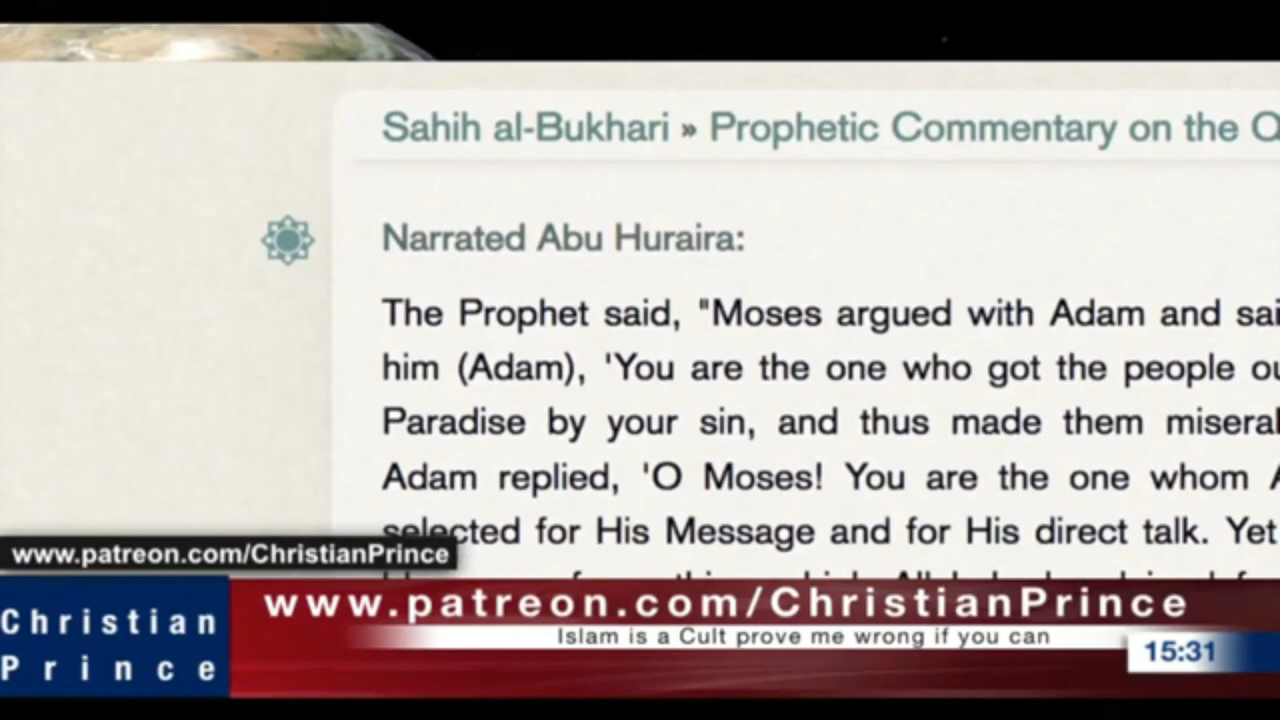 Sahih al-Bukhari » Prophetic Commentary on the
Narrated Abu Huraira:
The Prophet said, "Moses argued with Adam and
him (Adam), 'You are the one who got the people
Paradise by your sin, and thus made them
Adam replied, 'O Moses! You are the one whom
selected for His Message and for His direct talk. Yet
www.patreon.com/ChristianPrince
www.patreon.com/ChristianPrince
Christian
Prince
Islam is a Cult prove me wrong if you can
15:31